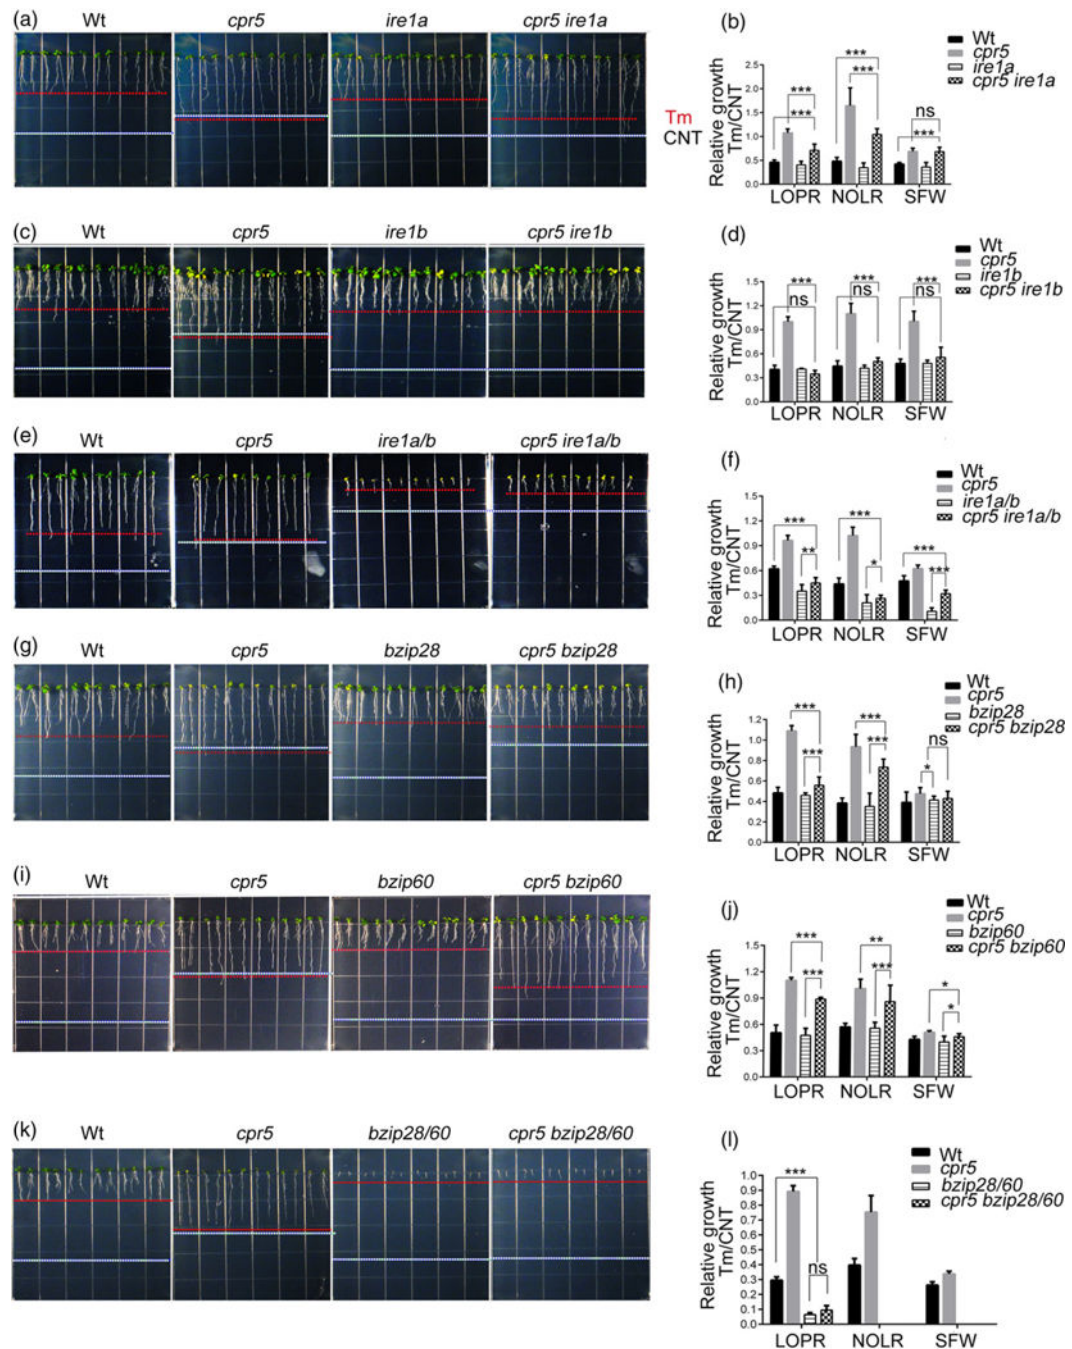 (a) Wt cpr5 ire1a cpr5 ire1a
Tm
CNT
(b)
Wt
cpr5
ire1a
cpr5 ire1a
Relative growth
Tm/CNT
2.5
2.0
1.5
1.0
0.5
0
*** *** *** *** ns ***
LOPR NOLR SFW
(c) Wt cpr5 ire1b cpr5 ire1b
(d)
Wt
cpr5
ire1b
cpr5 ire1b
Relative growth
Tm/CNT
1.5
1.2
0.9
0.6
0.3
0
*** ns *** ns *** ns
LOPR NOLR SFW
(e) Wt cpr5 ire1a/b cpr5 ire1a/b
(f)
Wt
cpr5
ire1a/b
cpr5 ire1a/b
Relative growth
Tm/CNT
1.5
1.2
0.9
0.6
0.3
0.0
*** ** *** * *** ***
LOPR NOLR SFW
(g) Wt cpr5 bzip28 cpr5 bzip28
(h)
Wt
cpr5
bzip28
cpr5 bzip28
Relative growth
Tm/CNT
1.2
1.0
0.8
0.6
0.4
0.2
0
*** *** *** *** ns *
LOPR NOLR SFW
(i) Wt cpr5 bzip60 cpr5 bzip60
(j)
Wt
cpr5
bzip60
cpr5 bzip60
Relative growth
Tm/CNT
1.5
1.2
0.9
0.6
0.3
0
*** *** ** *** * *
LOPR NOLR SFW
(k) Wt cpr5 bzip28/60 cpr5 bzip28/60
(l)
Wt
cpr5
bzip28/60
cpr5 bzip28/60
Relative growth
Tm/CNT
1.0
0.9
0.8
0.7
0.6
0.5
0.4
0.3
0.2
0.1
0
*** ns
LOPR NOLR SFW